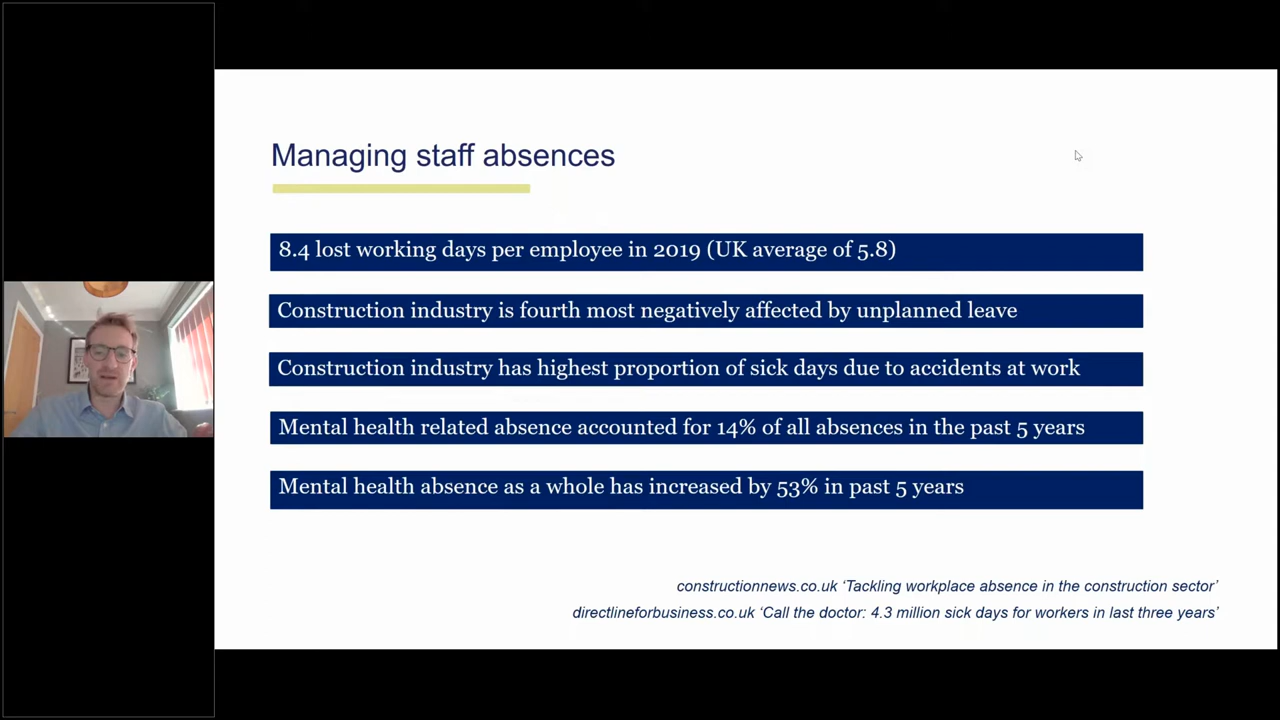 Managing staff absences
8.4 lost working days per employee in 2019 (UK average of 5.8)
Construction industry is fourth most negatively affected by unplanned leave
Construction industry has highest proportion of sick days due to accidents at work
Mental health related absence accounted for 14% of all absences in the past 5 years
Mental health absence as a whole has increased by 53% in past 5 years
constructionnews.co.uk ‘Tackling workplace absence in the construction sector’
directlineforbusiness.co.uk ‘Call the doctor: 4.3 million sick days for workers in last three years’